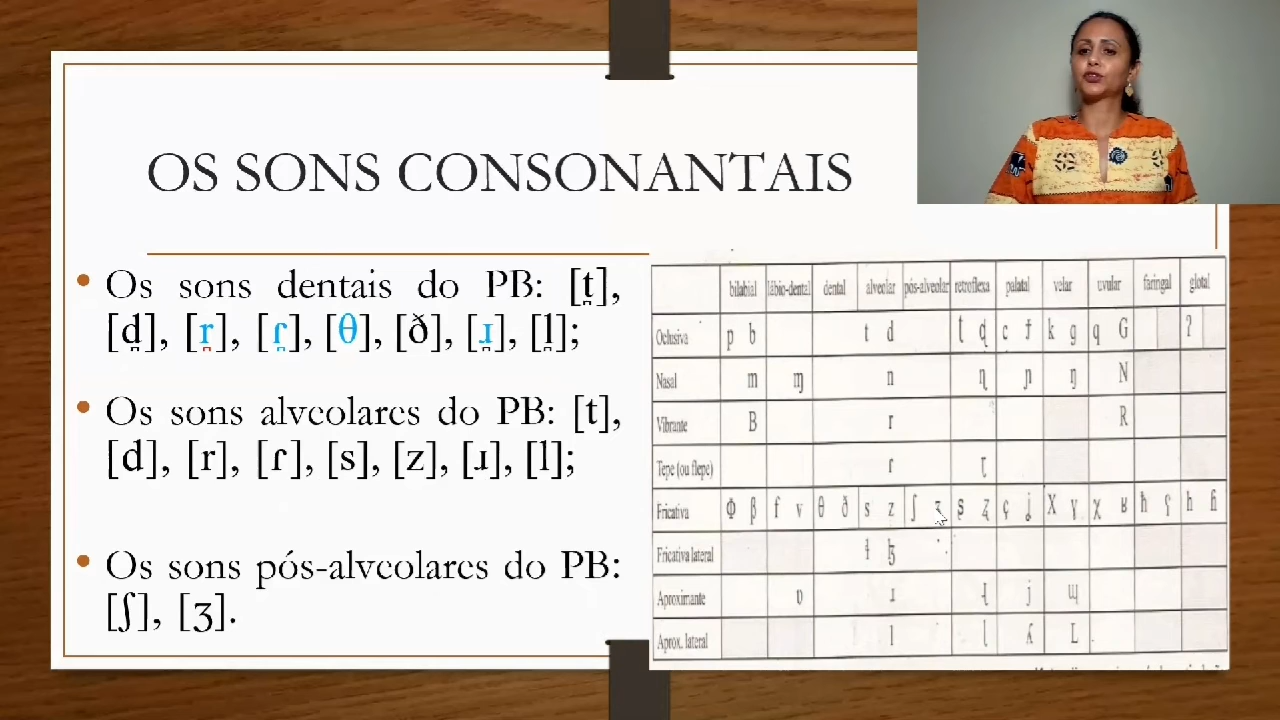 OS SONS CONSONANTAIS
• Os sons dentais do PB: [t̪],
[d̪], [r̪], [ɾ̪], [θ], [ð], [ɹ̪], [l̪];
• Os sons alveolares do PB: [t],
[d], [r], [ɾ], [s], [z], [ɹ], [l];
• Os sons pós-alveolares do PB:
[ʃ], [ʒ].
bilabial lábio-dental dental alveolar pós-alveolar retroflexa palatal velar uvular faringal glotal
Oclusiva p b t d ʈ ɖ c ɟ k g q G ʔ
Nasal m ɱ n ɳ ɲ ŋ N
Vibrante B r R
Tepe (ou flepe) ɾ ɽ
Fricativa Φ β f v θ ð s z ʃ ʒ ʂ ʐ ç ʝ X γ χ ʁ ħ ʕ h ɦ
Fricativa lateral ɬ ɮ
Aproximante ʋ ɹ ɻ j ɰ
Aprox. lateral l ɭ ʎ L